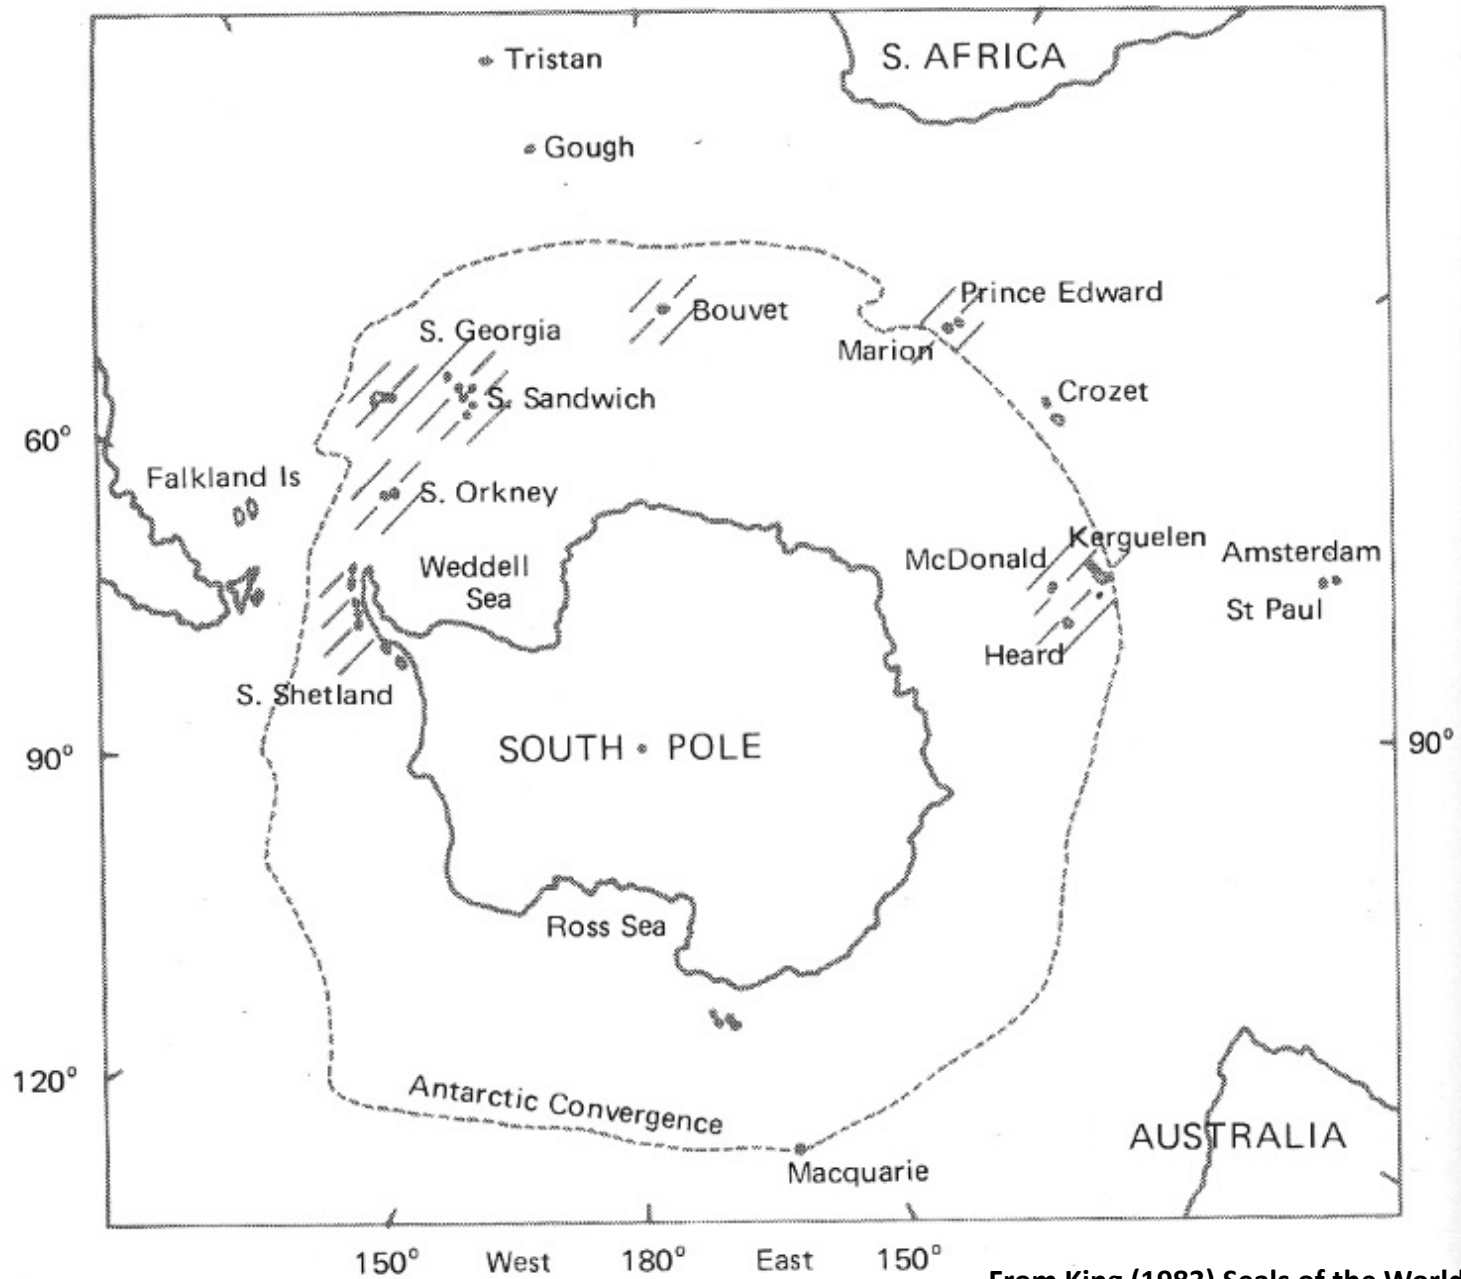 Tristan
S. AFRICA
Gough
Prince Edward
Bouvet
S. Georgia
Marion
Crozet
S. Sandwich
60°
Falkland Is
S. Orkney
Kerguelen
Amsterdam
McDonald
Weddell
Sea
St Paul
Heard
S. Shetland
SOUTH • POLE
90°
90°
Ross Sea
120°
Antarctic Convergence
AUSTRALIA
Macquarie
150°
West
180°
East
150°
From King (1983) Seals of the World